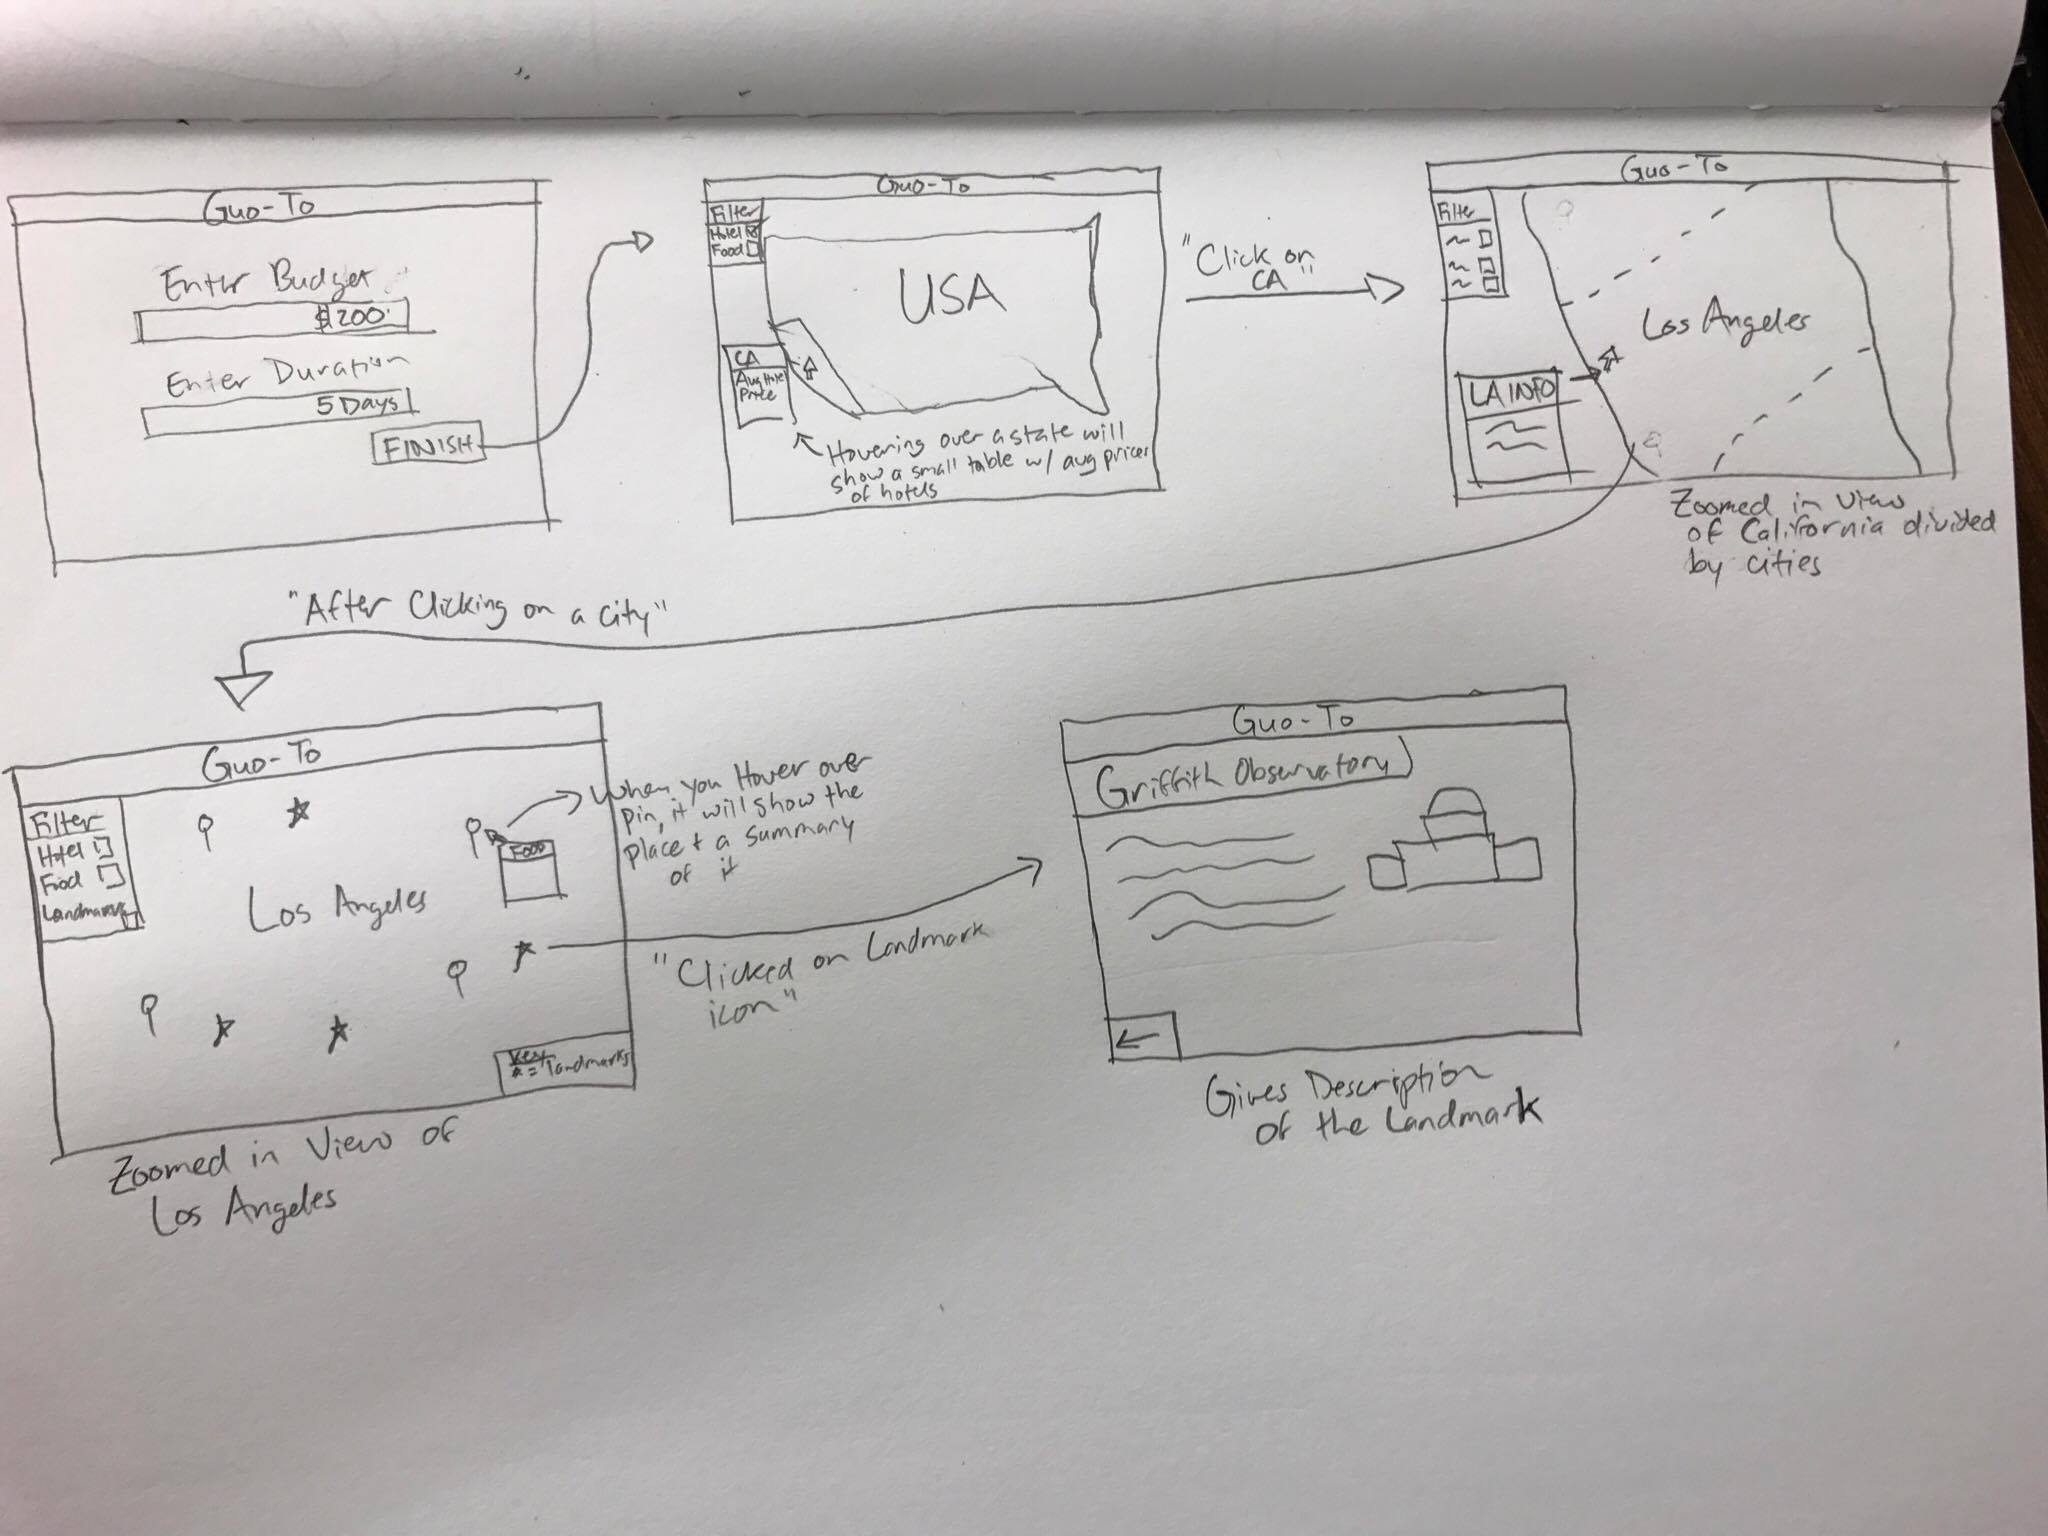 Guo-To
Enter Budget
$1200
Enter Duration
5 Days
FINISH
Guo-To
Filter
Hotel
Food
USA
CA
Avg Hotel
Price
Hovering over a state will
show a small table w/ avg prices
of hotels
"Click on
CA"
Guo-To
Filter
Los Angeles
LA INFO
Zoomed in view
of California divided
by cities
"After Clicking on a city"
Guo-To
Filter
Hotel
Food
Landmarks
Los Angeles
FOOD
When you Hover over
pin, it will show the
place + a summary
of it
Key
* = landmarks
Zoomed in View of
Los Angeles
"Clicked on Landmark
icon"
Guo-To
Griffith Observatory
←
Gives Description
of the Landmark